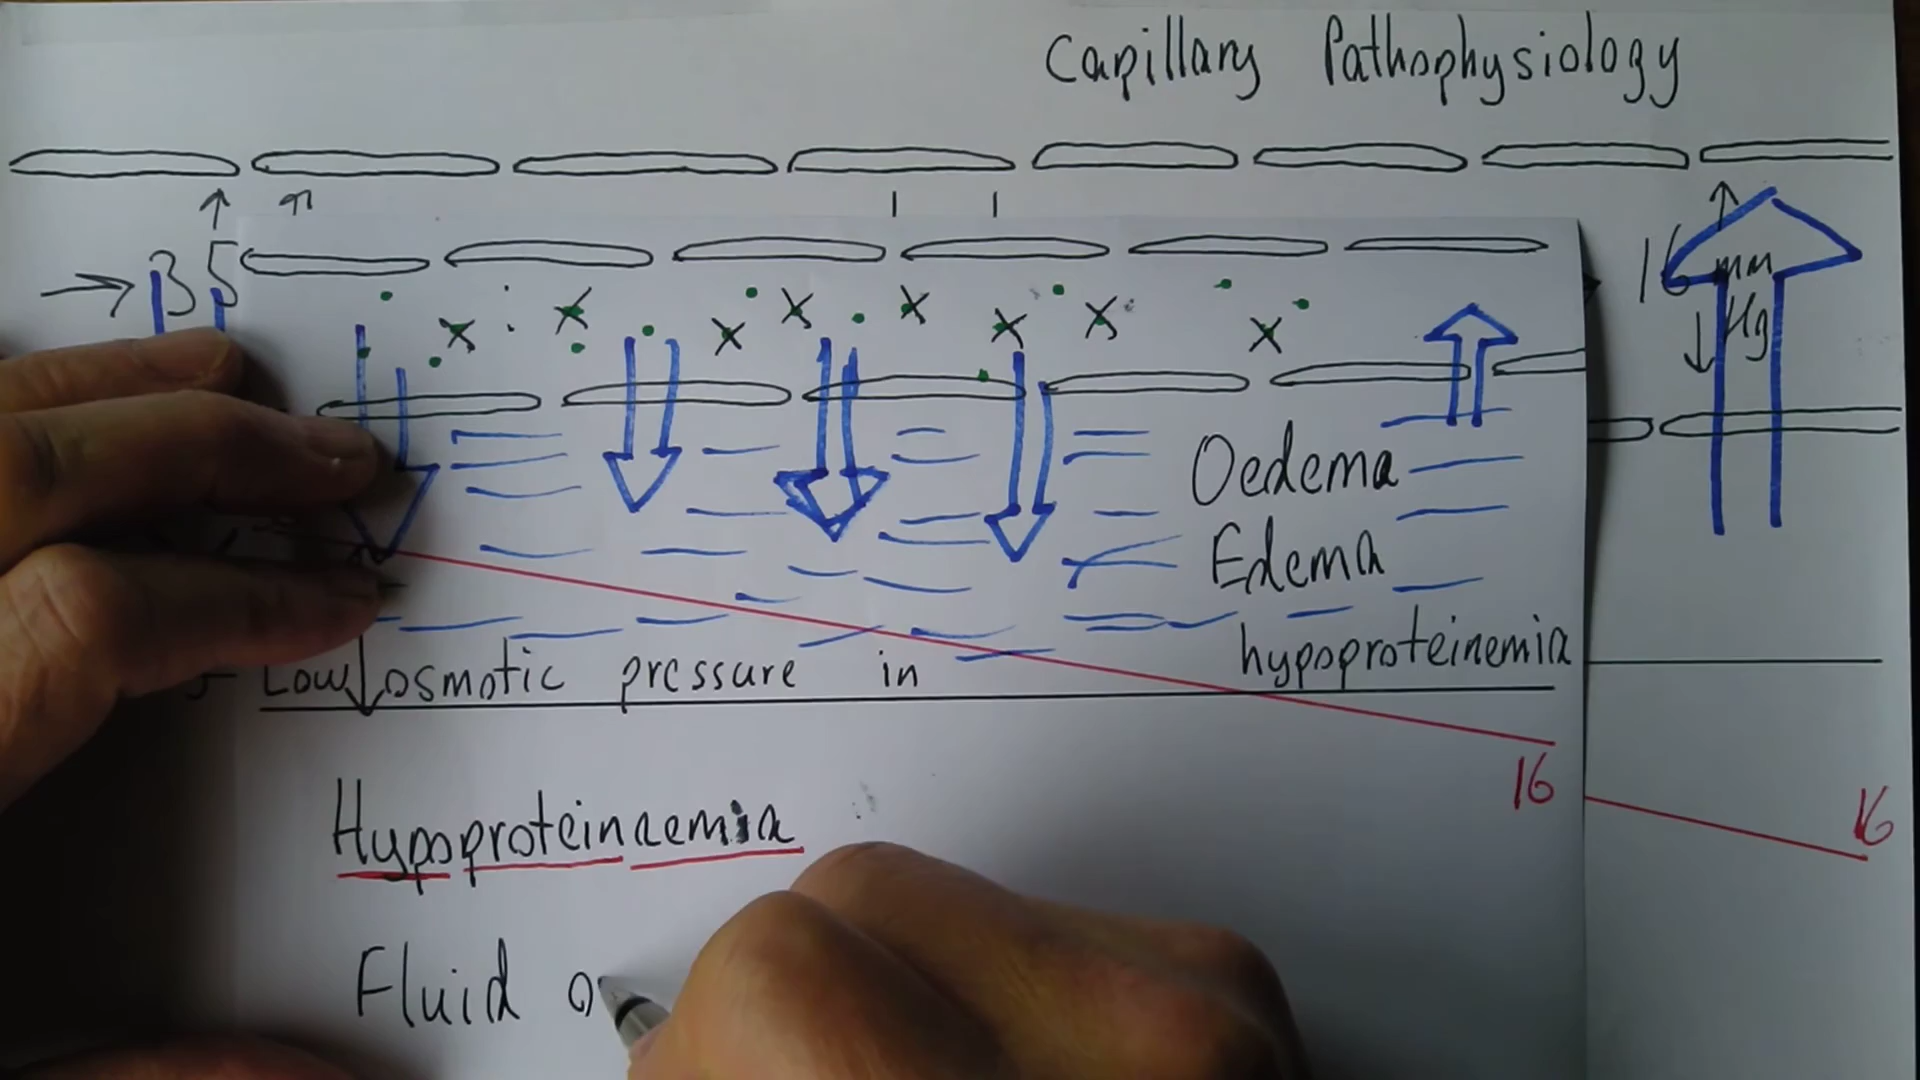 Capillary Pathophysiology
35
16 mm
Hg
Oedema
Edema
hypoproteinemia
Low osmotic pressure in
16
16
Hypoproteinaemia
Fluid o